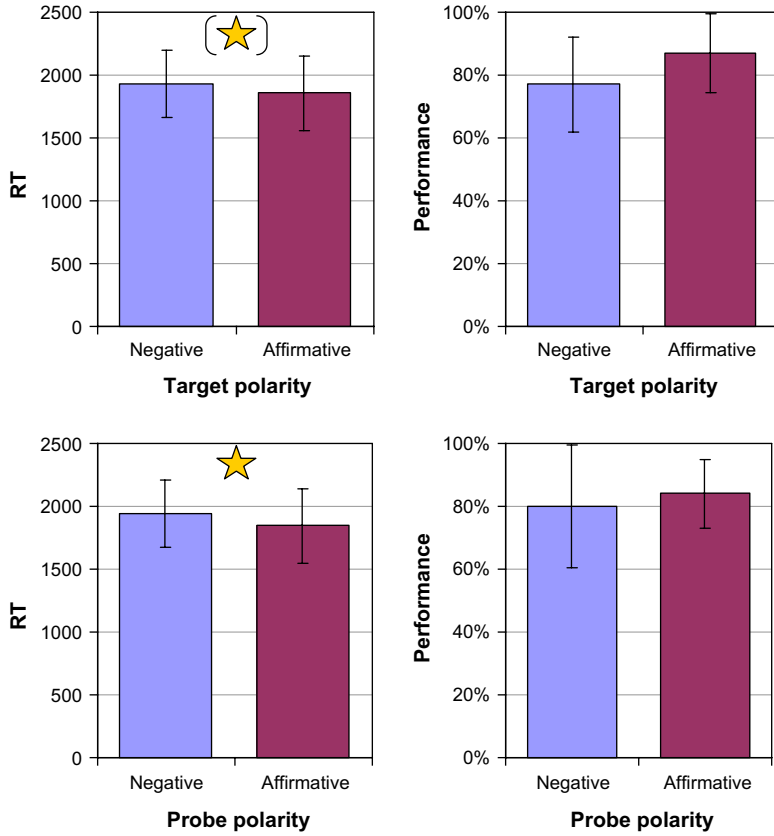 2500
2000
1500
1000
500
0
RT
Negative Affirmative
Target polarity
100%
80%
60%
40%
20%
0%
Performance
Negative Affirmative
Target polarity
2500
2000
1500
1000
500
0
RT
Negative Affirmative
Probe polarity
100%
80%
60%
40%
20%
0%
Performance
Negative Affirmative
Probe polarity